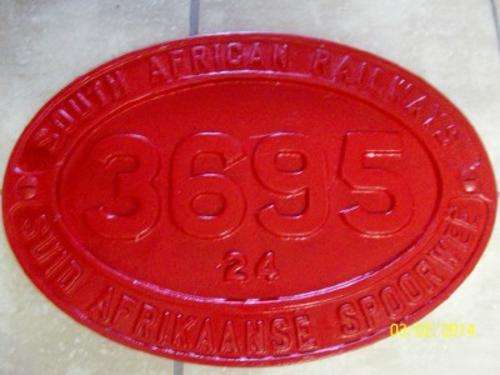 SOUTH AFRICAN RAILWAYS
3695
24
SUID AFRIKAANSE SPOORWEË